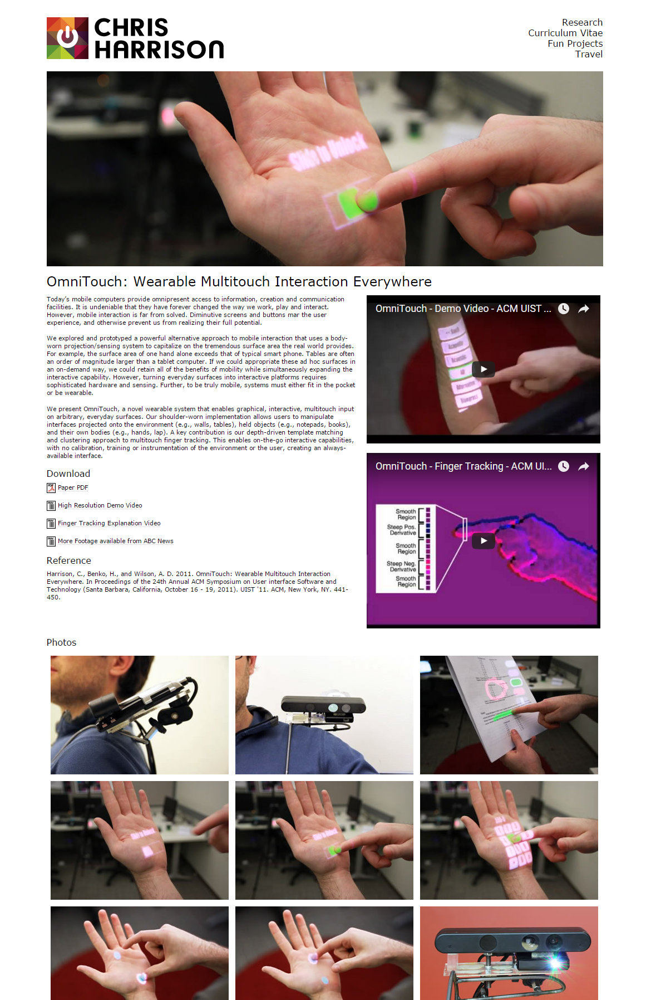 CHRIS
HARRISON
Research
Curriculum Vitae
Fun Projects
Travel
Slide to Unlock
OmniTouch: Wearable Multitouch Interaction Everywhere
Today's mobile computers provide omnipresent access to information, creation and communication
facilities. It is undeniable that they have forever changed the way we work, play and interact.
However, mobile interaction is far from solved. Diminutive screens and buttons mar the user
experience, and otherwise prevent us from realizing their full potential.
We explored and prototyped a powerful alternative approach to mobile interaction that uses a body-
worn projection/sensing system to capitalize on the tremendous surface area the real world provides.
For example, the surface area of one hand alone exceeds that of typical smart phone. Tables are often
an order of magnitude larger than a tablet computer. If we could appropriate these ad hoc surfaces in
an on-demand way, we could retain all of the benefits of mobility while simultaneously expanding the
interactive capability. However, turning everyday surfaces into interactive platforms requires
sophisticated hardware and sensing. Further, to be truly mobile, systems must either fit in the pocket
or be wearable.
We present OmniTouch, a novel wearable system that enables graphical, interactive, multitouch input
on arbitrary, everyday surfaces. Our shoulder-worn implementation allows users to manipulate
interfaces projected onto the environment (e.g., walls, tables), held objects (e.g., notepads, books),
and their own bodies (e.g., hands, lap). A key contribution is our depth-driven template matching
and clustering approach to multitouch finger tracking. This enables on-the-go interactive capabilities,
with no calibration, training or instrumentation of the environment or the user, creating an always-
available interface.
Download
PDF Paper PDF
mov High Resolution Demo Video
mov Finger Tracking Explanation Video
mov More Footage available from ABC News
Reference
Harrison, C., Benko, H., and Wilson, A. D. 2011. OmniTouch: Wearable Multitouch Interaction
Everywhere. In Proceedings of the 24th Annual ACM Symposium on User interface Software and
Technology (Santa Barbara, California, October 16 - 19, 2011). UIST '11. ACM, New York, NY. 441-
450.
OmniTouch - Demo Video - ACM UIST ...
Acoustic
Alternative
Bluegrass
OmniTouch - Finger Tracking - ACM UI...
Smooth
Region
Steep Pos.
Derivative
Smooth
Region
Steep Neg.
Derivative
Smooth
Region
Photos
Slide to Unlock
Slide to Unlock